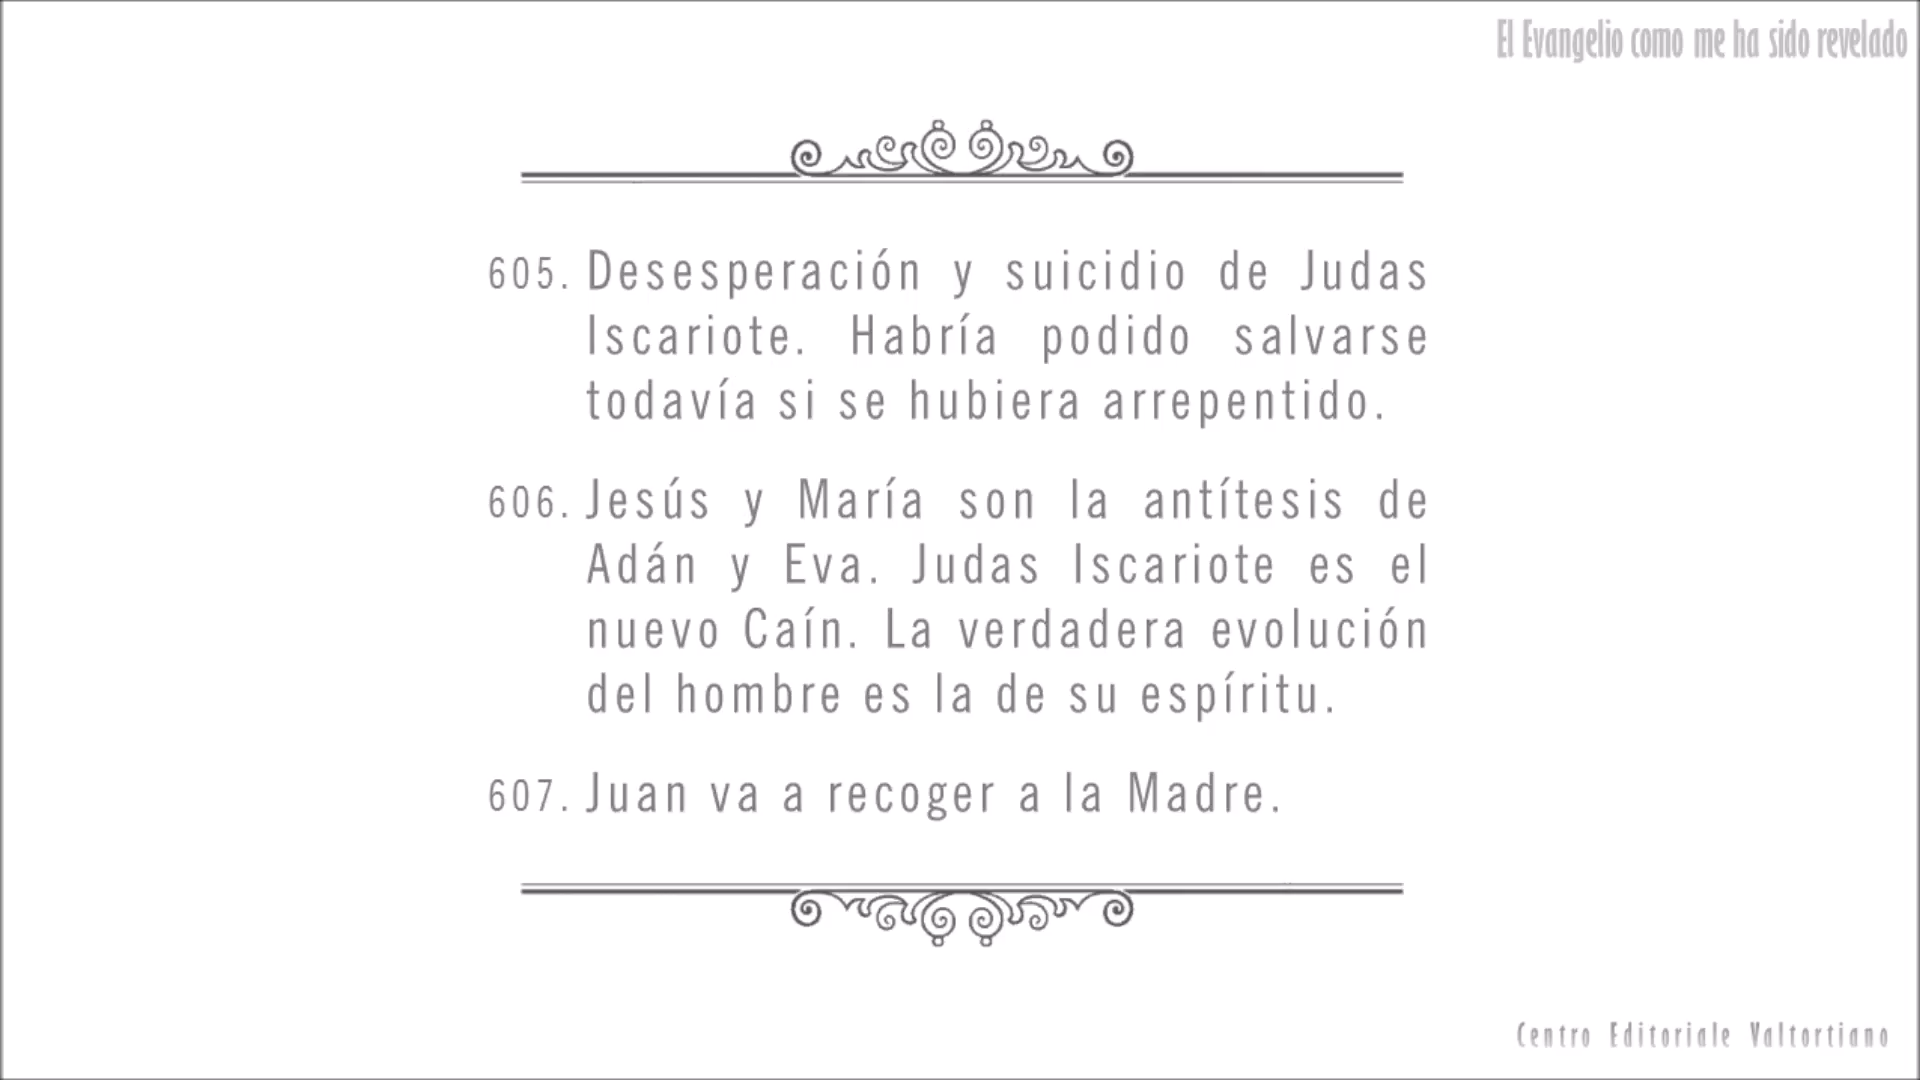 El Evangelio como me ha sido revelado
605. Desesperación y suicidio de Judas
Iscariote. Habría podido salvarse
todavía si se hubiera arrepentido.
606. Jesús y María son la antítesis de
Adán y Eva. Judas Iscariote es el
nuevo Caín. La verdadera evolución
del hombre es la de su espíritu.
607. Juan va a recoger a la Madre.
Centro Editoriale Valtortiano